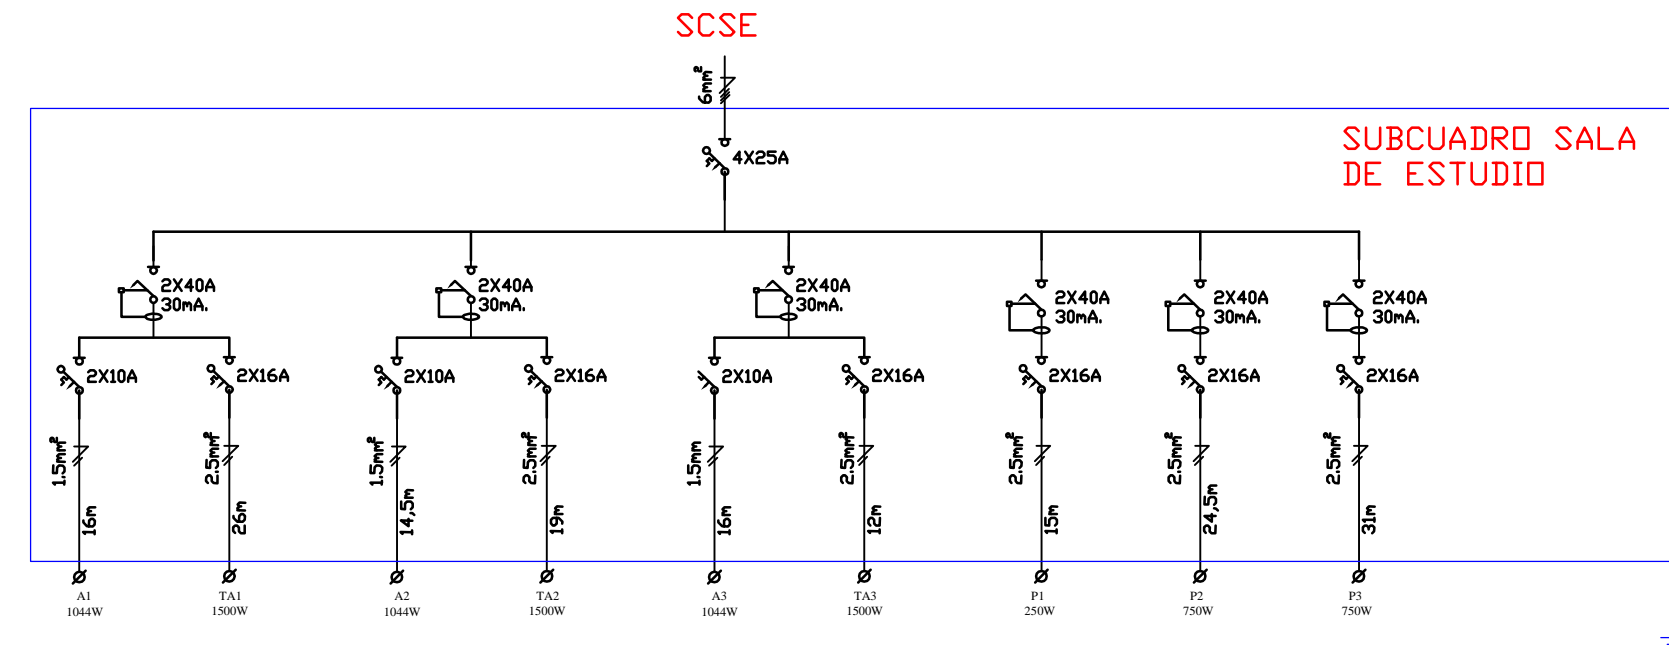 SCSE
6mm²
SUBCUADRO SALA
DE ESTUDIO
4X25A
2X40A
30mA.
2X40A
30mA.
2X40A
30mA.
2X40A
30mA.
2X40A
30mA.
2X40A
30mA.
2X10A
2X16A
2X10A
2X16A
2X10A
2X16A
2X16A
2X16A
2X16A
1.5mm²
2.5mm²
1.5mm²
2.5mm²
1.5mm
2.5mm²
2.5mm²
2.5mm²
2.5mm²
16m
26m
14,5m
19m
16m
12m
15m
24,5m
31m
A1
1044W
TA1
1500W
A2
1044W
TA2
1500W
A3
1044W
TA3
1500W
P1
250W
P2
750W
P3
750W